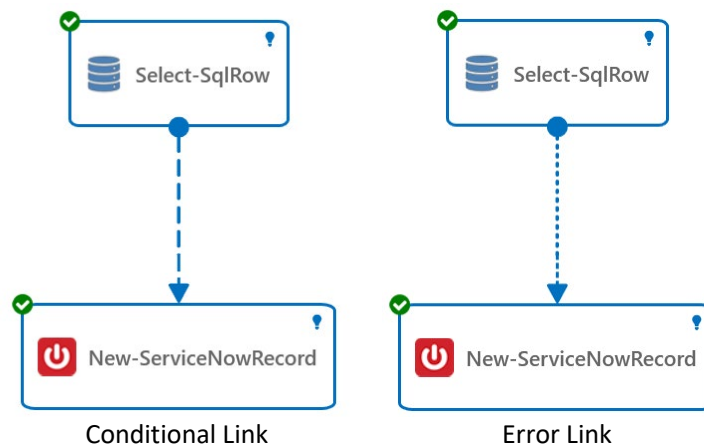 Select-SqlRow
Select-SqlRow
New-ServiceNowRecord
New-ServiceNowRecord
Conditional Link
Error Link